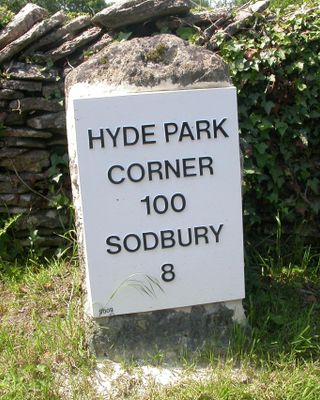 HYDE PARK
CORNER
100
SODBURY
8